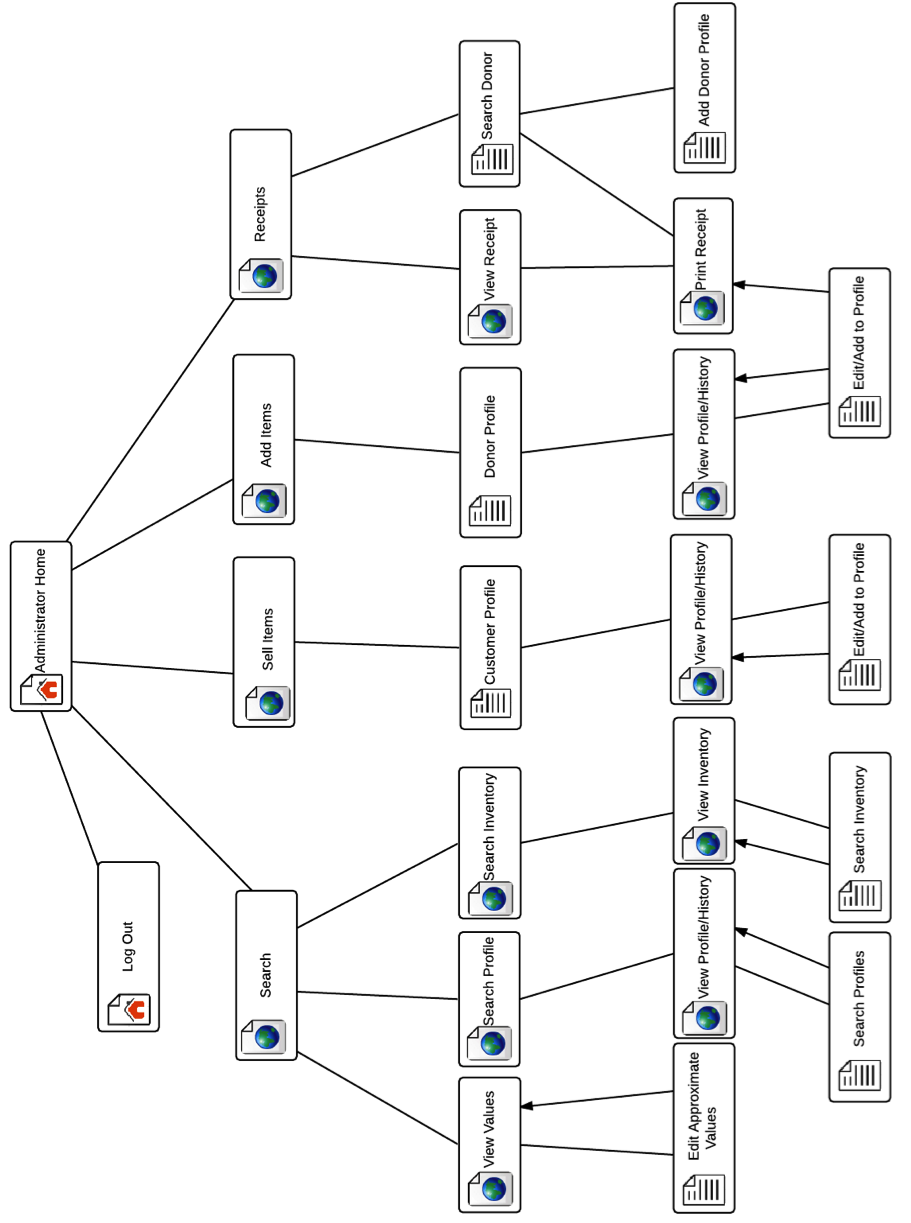 Administrator Home
Log Out
Search
Sell Items
Add Items
Receipts
View Values
Search Profile
Search Inventory
Customer Profile
Donor Profile
View Receipt
Search Donor
Edit Approximate
Values
View Profile/History
View Inventory
View Profile/History
View Profile/History
Print Receipt
Add Donor Profile
Search Profiles
Search Inventory
Edit/Add to Profile
Edit/Add to Profile